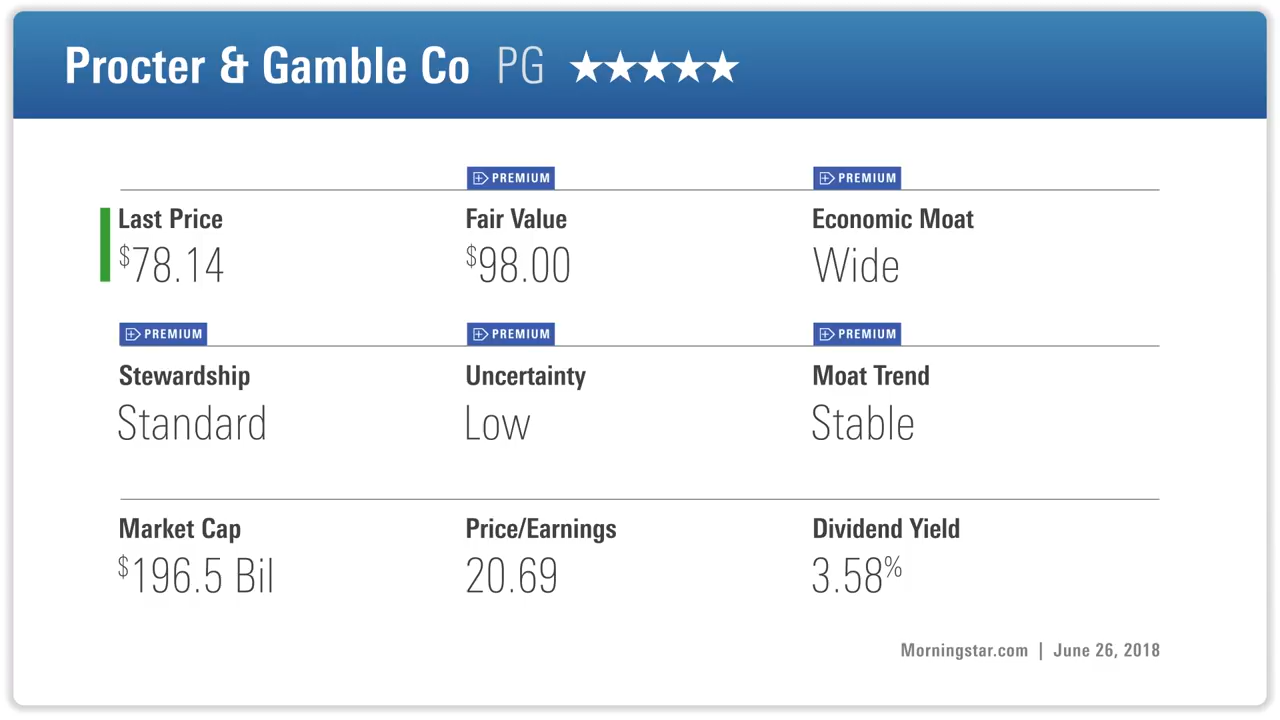 Procter & Gamble Co PG ★★★★★
PREMIUM PREMIUM
Last Price Fair Value Economic Moat
$78.14 $98.00 Wide
PREMIUM PREMIUM PREMIUM
Stewardship Uncertainty Moat Trend
Standard Low Stable
Market Cap Price/Earnings Dividend Yield
$196.5 Bil 20.69 3.58%
Morningstar.com | June 26, 2018